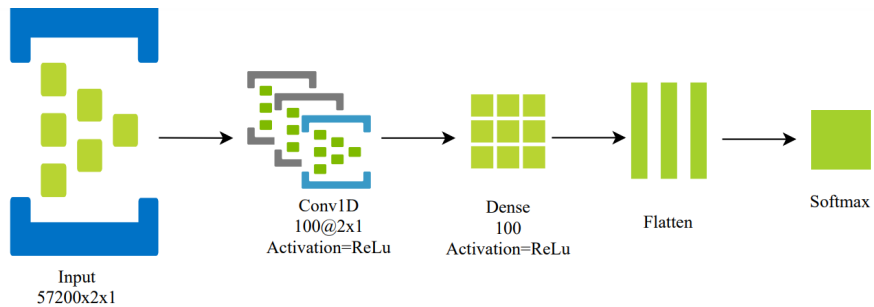 Input
57200x2x1
Conv1D
100@2x1
Activation=ReLu
Dense
100
Activation=ReLu
Flatten
Softmax